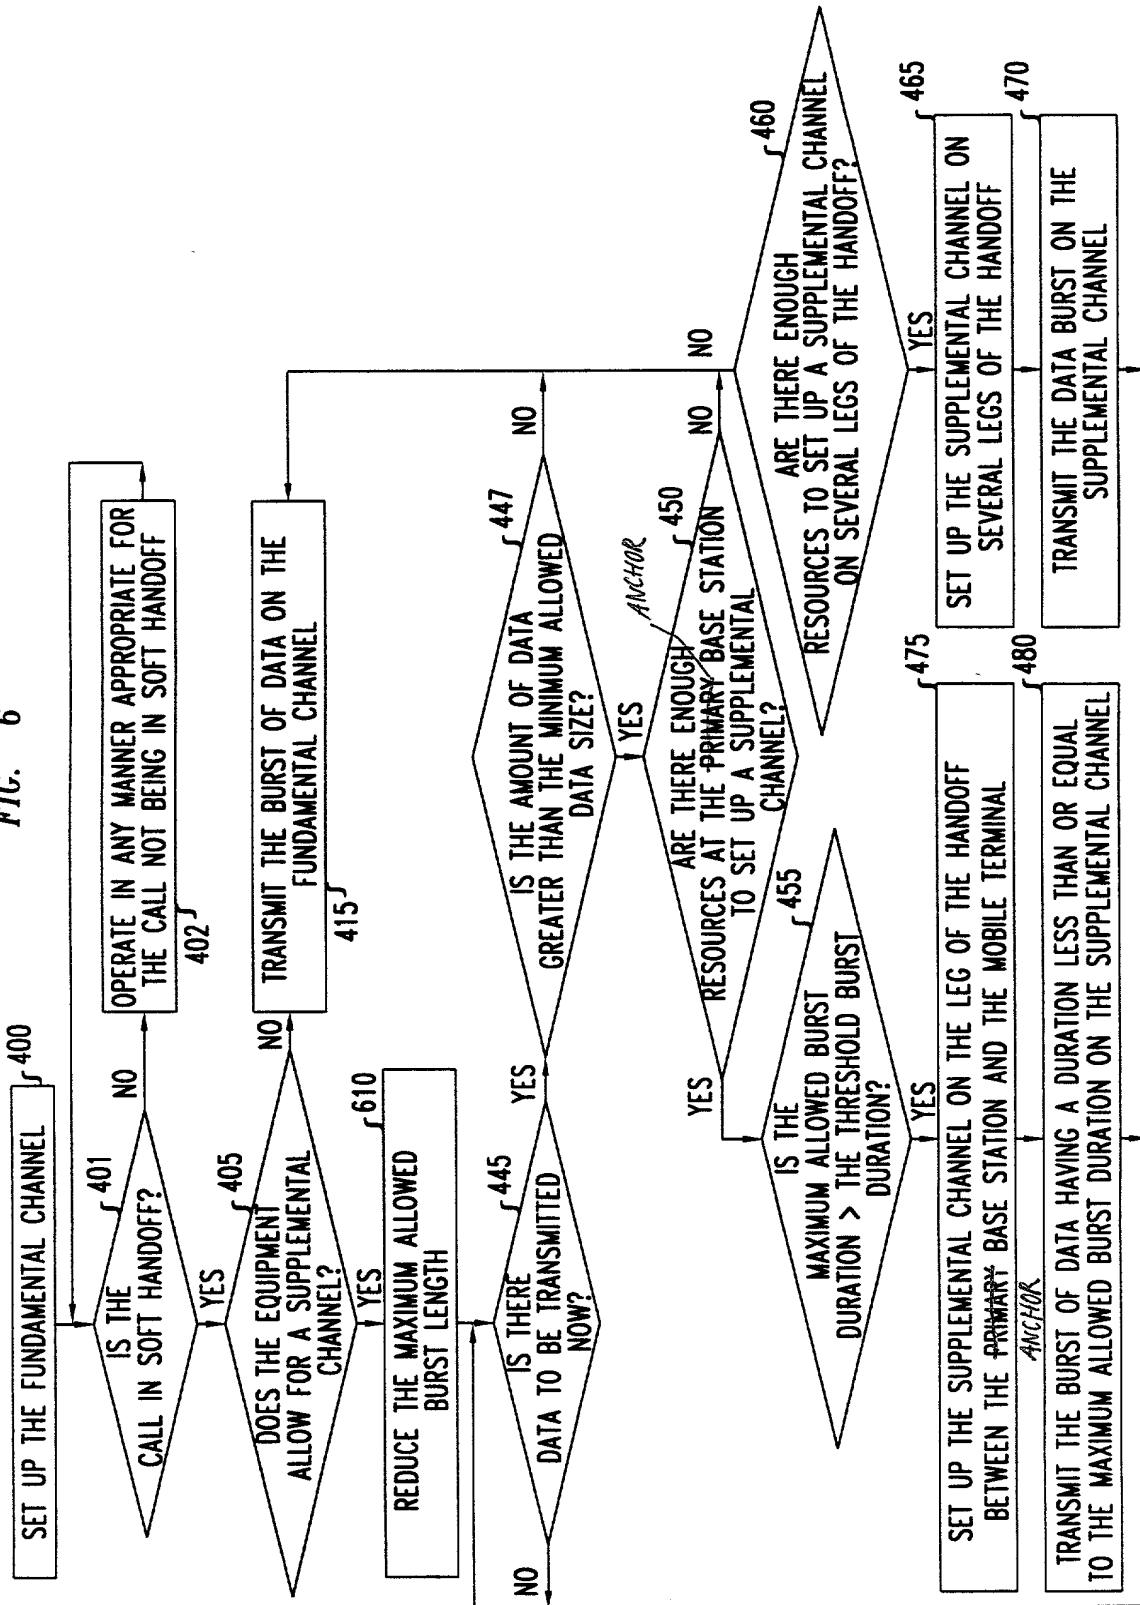 FIG. 6
SET UP THE FUNDAMENTAL CHANNEL
400
IS THE
CALL IN SOFT HANDOFF?
401
NO
YES
OPERATE IN ANY MANNER APPROPRIATE FOR
THE CALL NOT BEING IN SOFT HANDOFF
402
DOES THE EQUIPMENT
ALLOW FOR A SUPPLEMENTAL
CHANNEL?
405
NO
YES
TRANSMIT THE BURST OF DATA ON THE
FUNDAMENTAL CHANNEL
415
REDUCE THE MAXIMUM ALLOWED
BURST LENGTH
610
IS THERE
DATA TO BE TRANSMITTED
NOW?
445
NO
YES
IS THE AMOUNT OF DATA
GREATER THAN THE MINIMUM ALLOWED
DATA SIZE?
447
NO
YES
ARE THERE ENOUGH
RESOURCES AT THE PRIMARY BASE STATION
TO SET UP A SUPPLEMENTAL
CHANNEL?
ANCHOR
450
NO
YES
IS THE
MAXIMUM ALLOWED BURST
DURATION > THE THRESHOLD BURST
DURATION?
455
YES
ARE THERE ENOUGH
RESOURCES TO SET UP A SUPPLEMENTAL CHANNEL
ON SEVERAL LEGS OF THE HANDOFF?
460
NO
YES
SET UP THE SUPPLEMENTAL CHANNEL ON
SEVERAL LEGS OF THE HANDOFF
465
TRANSMIT THE DATA BURST ON THE
SUPPLEMENTAL CHANNEL
470
SET UP THE SUPPLEMENTAL CHANNEL ON THE LEG OF THE HANDOFF
BETWEEN THE PRIMARY BASE STATION AND THE MOBILE TERMINAL
ANCHOR
475
TRANSMIT THE BURST OF DATA HAVING A DURATION LESS THAN OR EQUAL
TO THE MAXIMUM ALLOWED BURST DURATION ON THE SUPPLEMENTAL CHANNEL
480